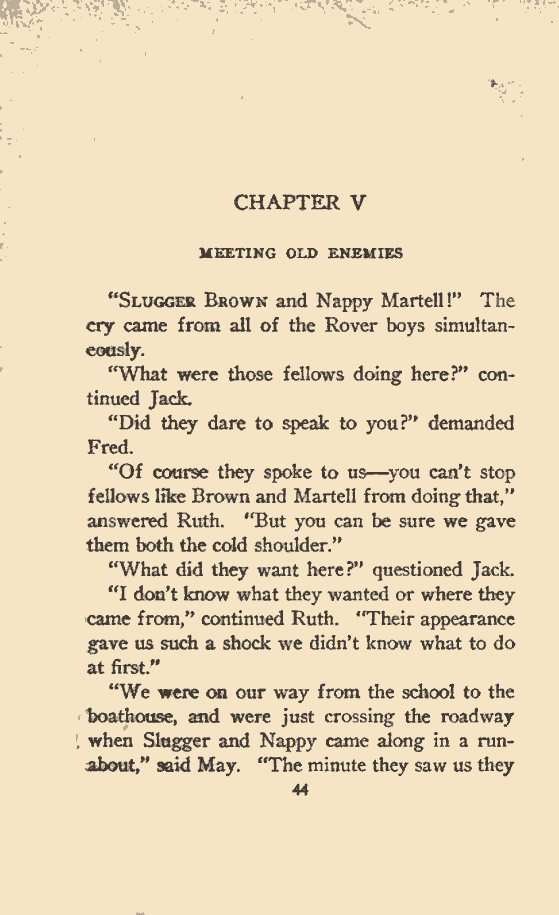 CHAPTER V
MEETING OLD ENEMIES
“SLUGGER BROWN and Nappy Martell!” The
cry came from all of the Rover boys simultan-
eously.
“What were those fellows doing here?” con-
tinued Jack.
“Did they dare to speak to you?” demanded
Fred.
“Of course they spoke to us—you can’t stop
fellows like Brown and Martell from doing that,”
answered Ruth. “But you can be sure we gave
them both the cold shoulder.”
“What did they want here?” questioned Jack.
“I don’t know what they wanted or where they
came from,” continued Ruth. “Their appearance
gave us such a shock we didn’t know what to do
at first.”
“We were on our way from the school to the
boathouse, and were just crossing the roadway
when Slugger and Nappy came along in a run-
about,” said May. “The minute they saw us they
44